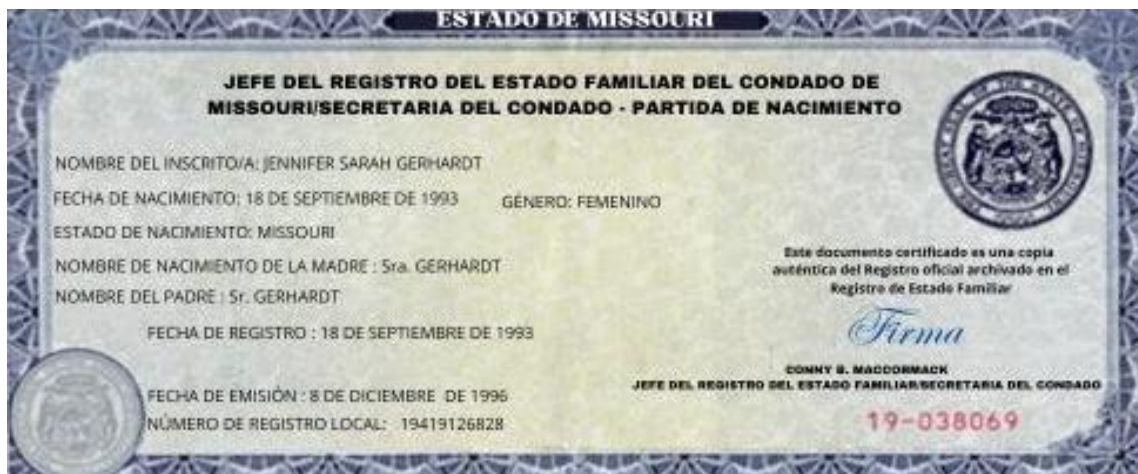 ESTADO DE MISSOURI
JEFE DEL REGISTRO DEL ESTADO FAMILIAR DEL CONDADO DE
MISSOURI/SECRETARIA DEL CONDADO - PARTIDA DE NACIMIENTO
NOMBRE DEL INSCRITO/A: JENNIFER SARAH GERHARDT
FECHA DE NACIMIENTO: 18 DE SEPTIEMBRE DE 1993 GÉNERO: FEMENINO
ESTADO DE NACIMIENTO: MISSOURI
NOMBRE DE NACIMIENTO DE LA MADRE : Sra. GERHARDT
NOMBRE DEL PADRE : Sr. GERHARDT
FECHA DE REGISTRO : 18 DE SEPTIEMBRE DE 1993
FECHA DE EMISIÓN : 8 DE DICIEMBRE DE 1996
NÚMERO DE REGISTRO LOCAL: 19419126828
Este documento certificado es una copia
auténtica del Registro oficial archivado en el
Registro de Estado Familiar
Firma
CONNY B. MACCORMACK
JEFE DEL REGISTRO DEL ESTADO FAMILIAR/SECRETARIA DEL CONDADO
19-038069